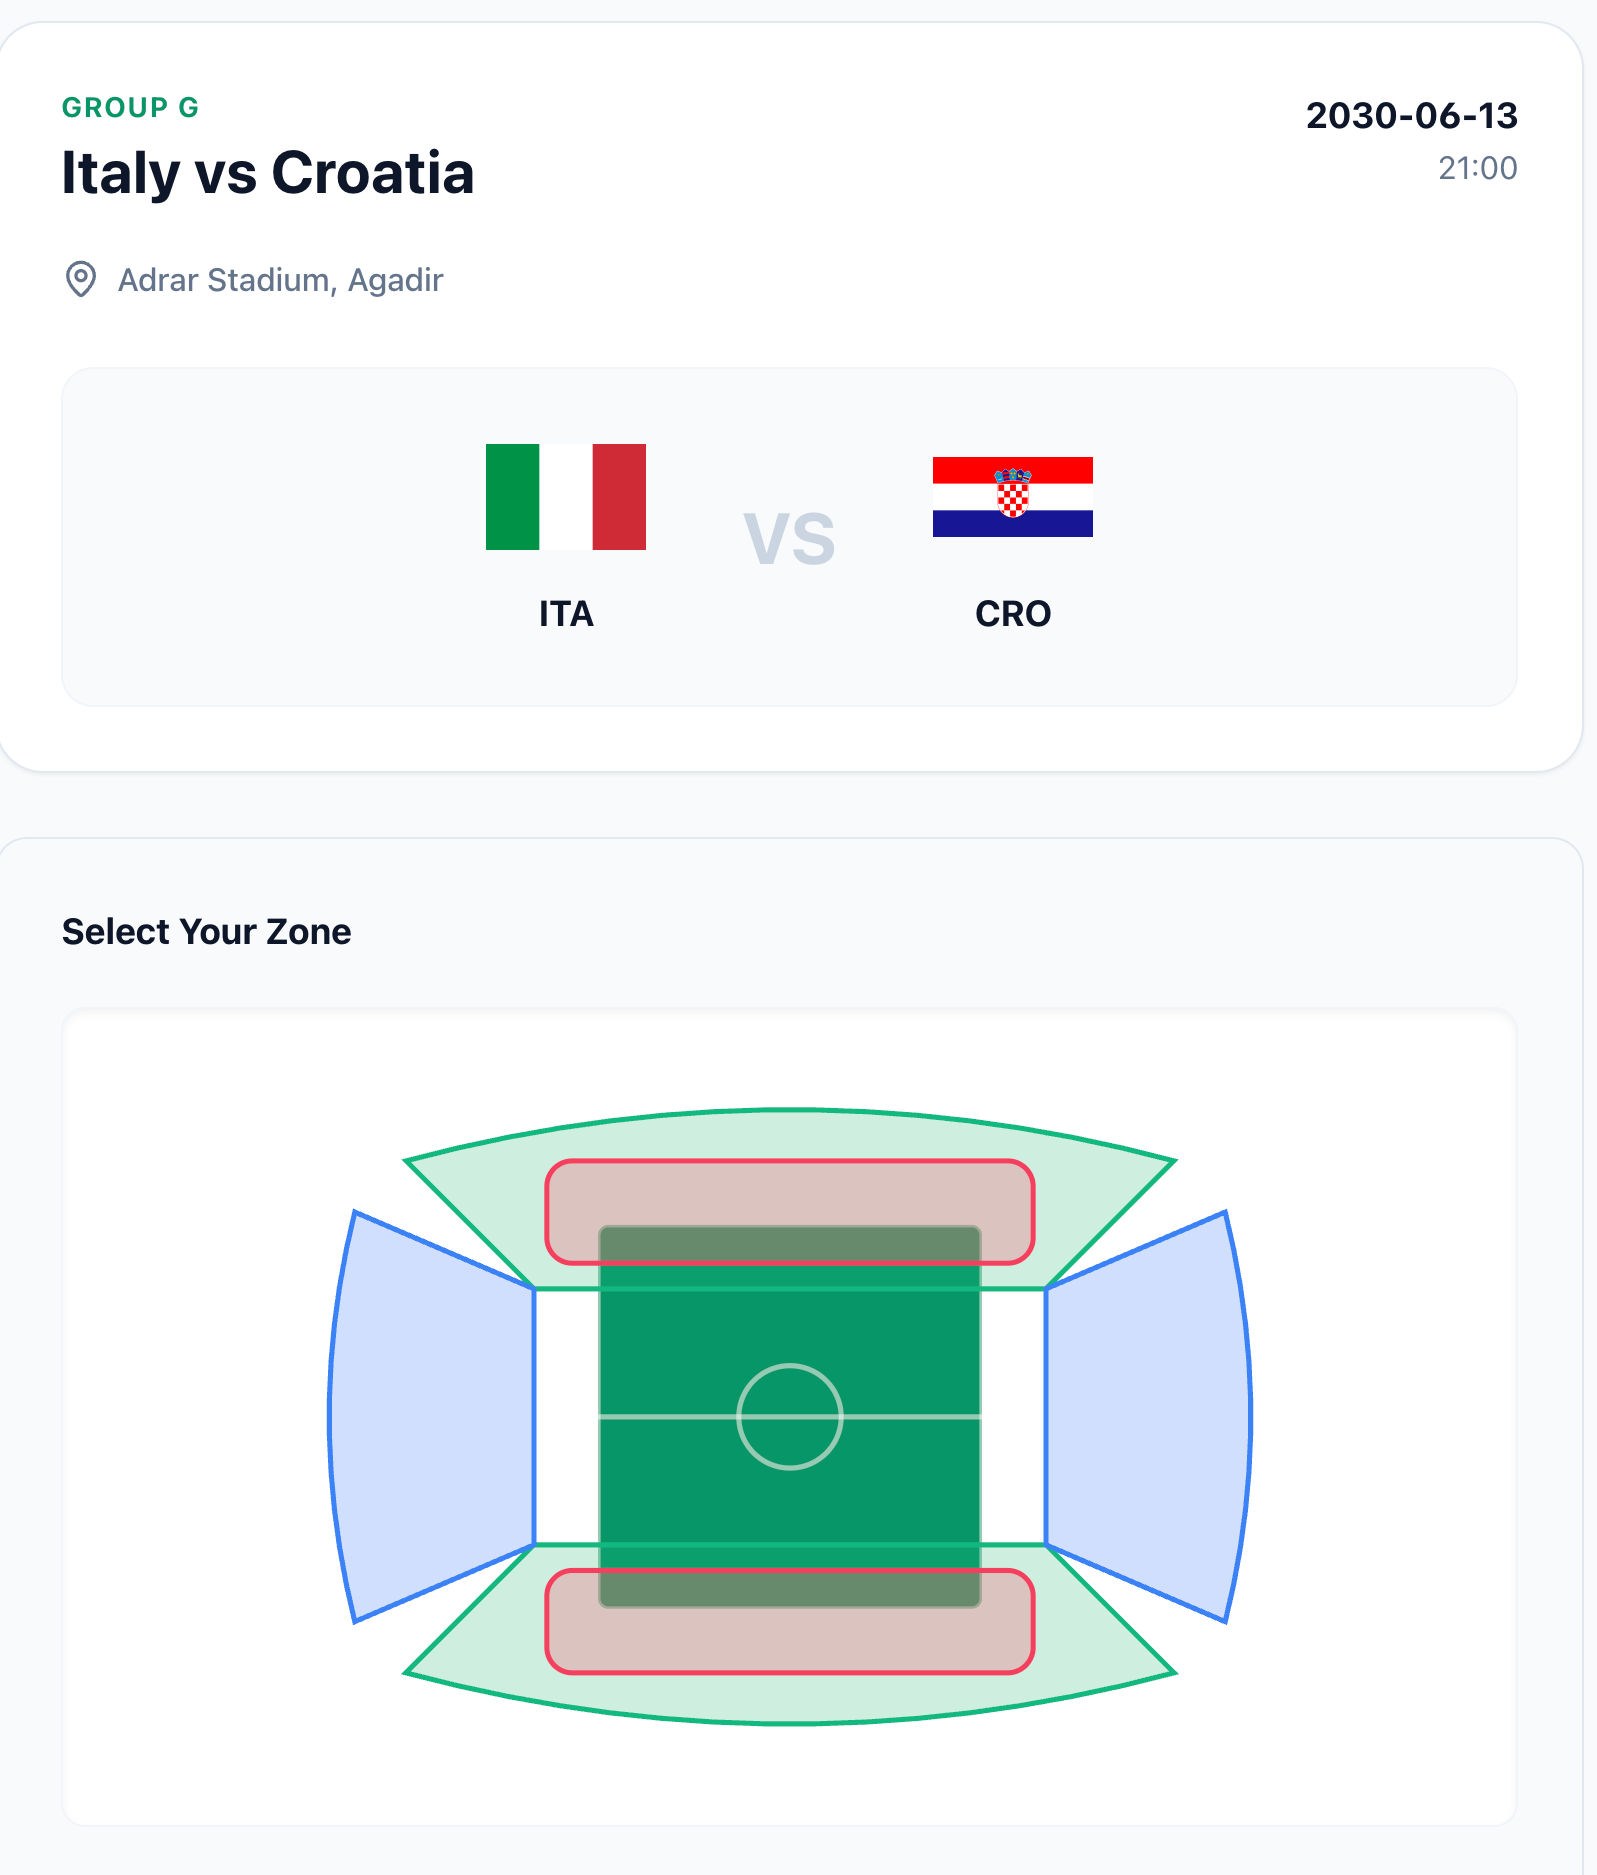 GROUP G
Italy vs Croatia
2030-06-13
21:00
Adrar Stadium, Agadir
VS
ITA
CRO
Select Your Zone